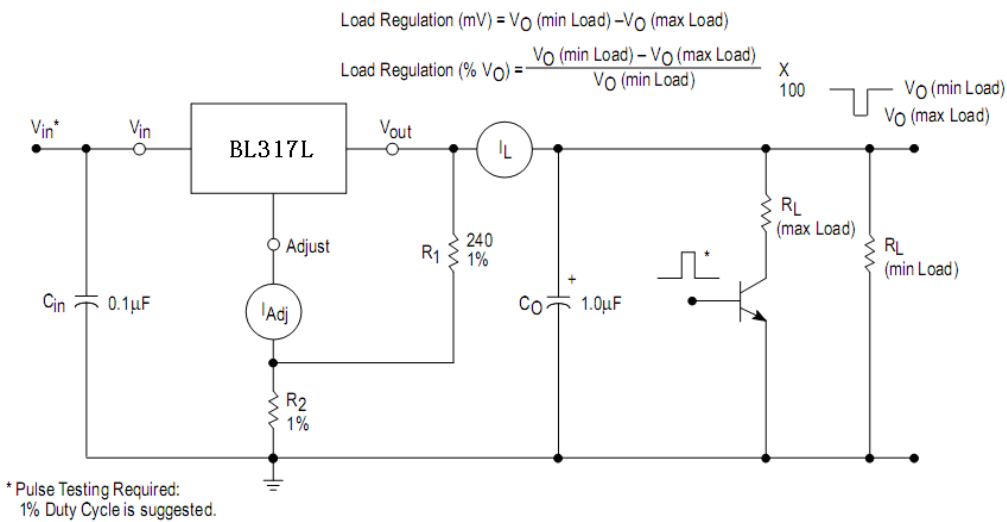 Load Regulation (mV) = VO (min Load) –VO (max Load)
Load Regulation (% VO) = VO (min Load) – VO (max Load)
VO (min Load)
X
100
VO (min Load)
VO (max Load)
Vin*
Vin
BL317L
Vout
IL
Adjust
R1
240
1%
RL
(max Load)
RL
(min Load)
*
Cin
0.1µF
IAdj
+
CO
1.0µF
R2
1%
* Pulse Testing Required:
1% Duty Cycle is suggested.